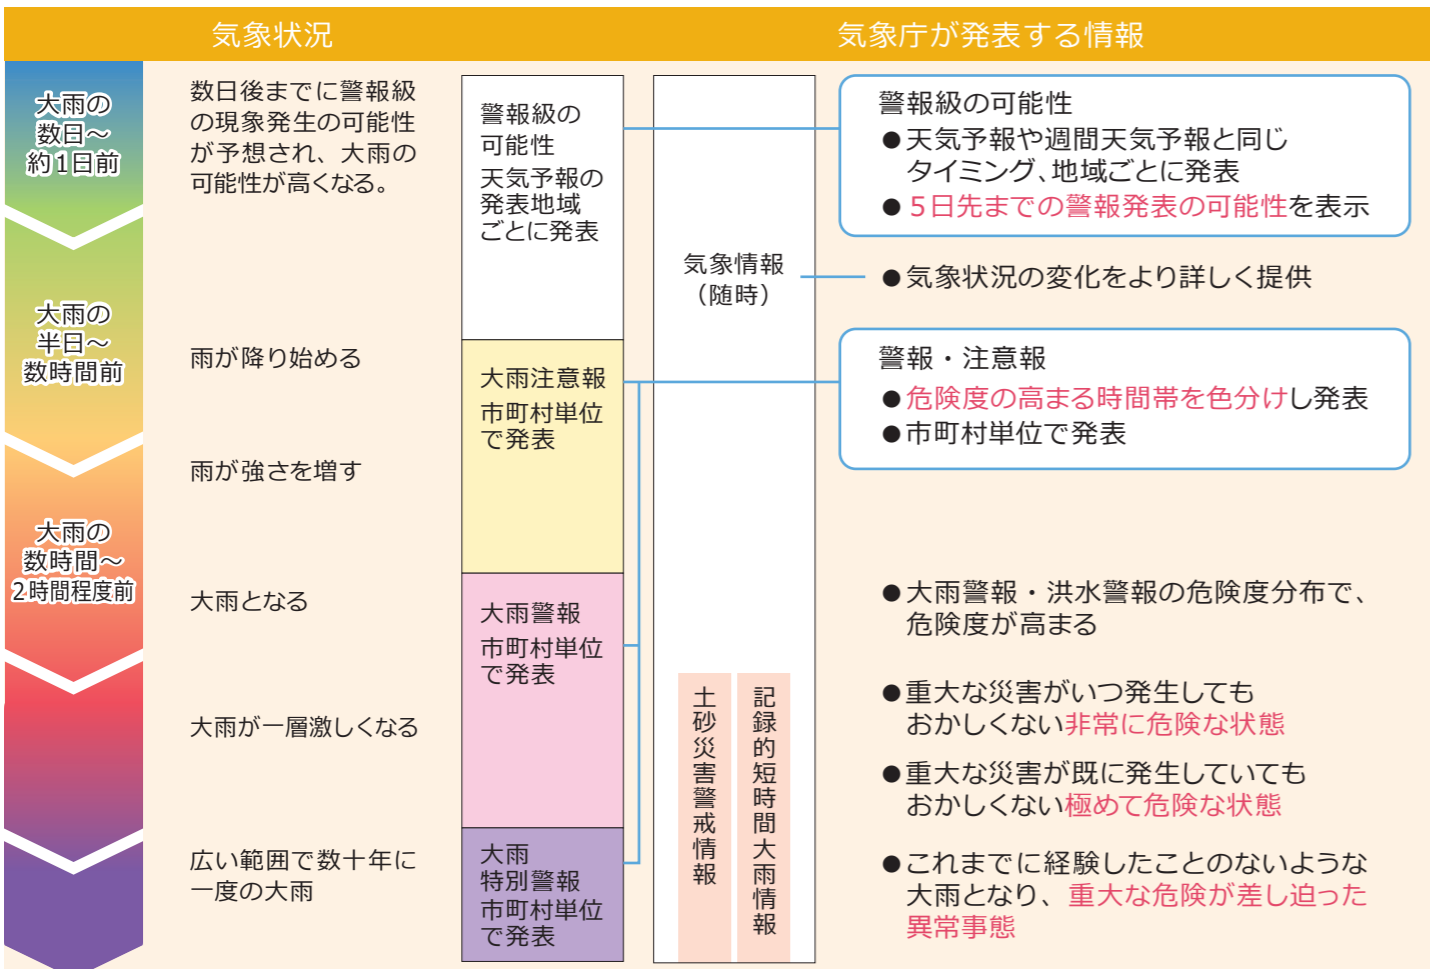 気象状況
気象庁が発表する情報
大雨の
数日～
約1日前
数日後までに警報級
の現象発生の可能性
が予想され、大雨の
可能性が高くなる。
警報級の
可能性
天気予報の
発表地域
ごとに発表
気象情報
（随時）
警報級の可能性
●天気予報や週間天気予報と同じ
タイミング、地域ごとに発表
●5日先までの警報発表の可能性を表示
●気象状況の変化をより詳しく提供
大雨の
半日～
数時間前
雨が降り始める
大雨注意報
市町村単位
で発表
警報・注意報
●危険度の高まる時間帯を色分けし発表
●市町村単位で発表
雨が強さを増す
大雨の
数時間～
2時間程度前
大雨となる
大雨警報
市町村単位
で発表
●大雨警報・洪水警報の危険度分布で、
危険度が高まる
大雨が一層激しくなる
土砂災害警戒情報
記録的短時間大雨情報
●重大な災害がいつ発生しても
おかしくない非常に危険な状態
●重大な災害が既に発生していても
おかしくない極めて危険な状態
広い範囲で数十年に
一度の大雨
大雨
特別警報
市町村単位
で発表
●これまでに経験したことのないような
大雨となり、重大な危険が差し迫った
異常事態